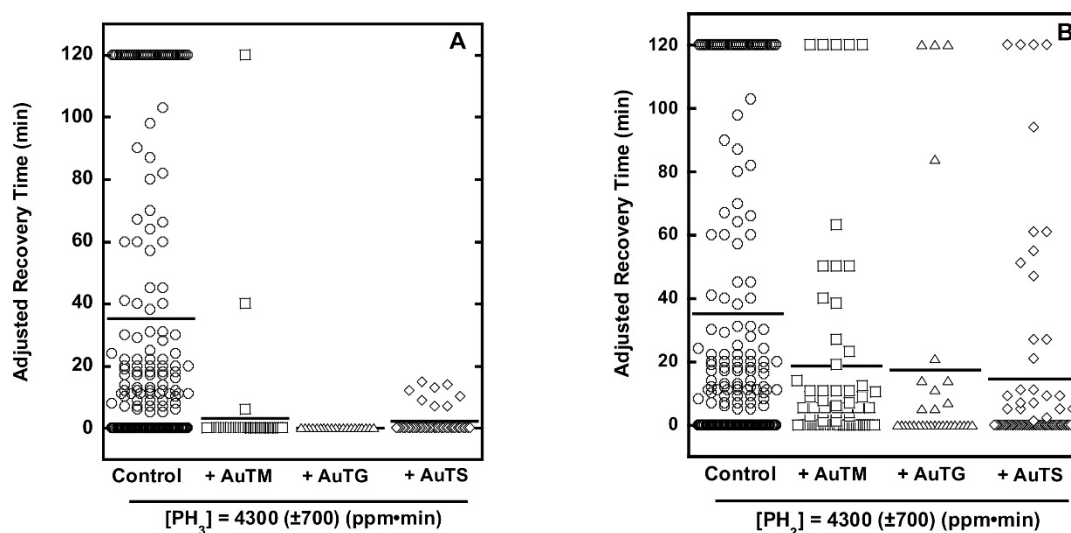 A
Adjusted Recovery Time (min)
120
100
80
60
40
20
0
Control + AuTM + AuTG + AuTS
[PH3] = 4300 (±700) (ppm•min)
B
Adjusted Recovery Time (min)
120
100
80
60
40
20
0
Control + AuTM + AuTG + AuTS
= 4300 (±700) (ppm•min)